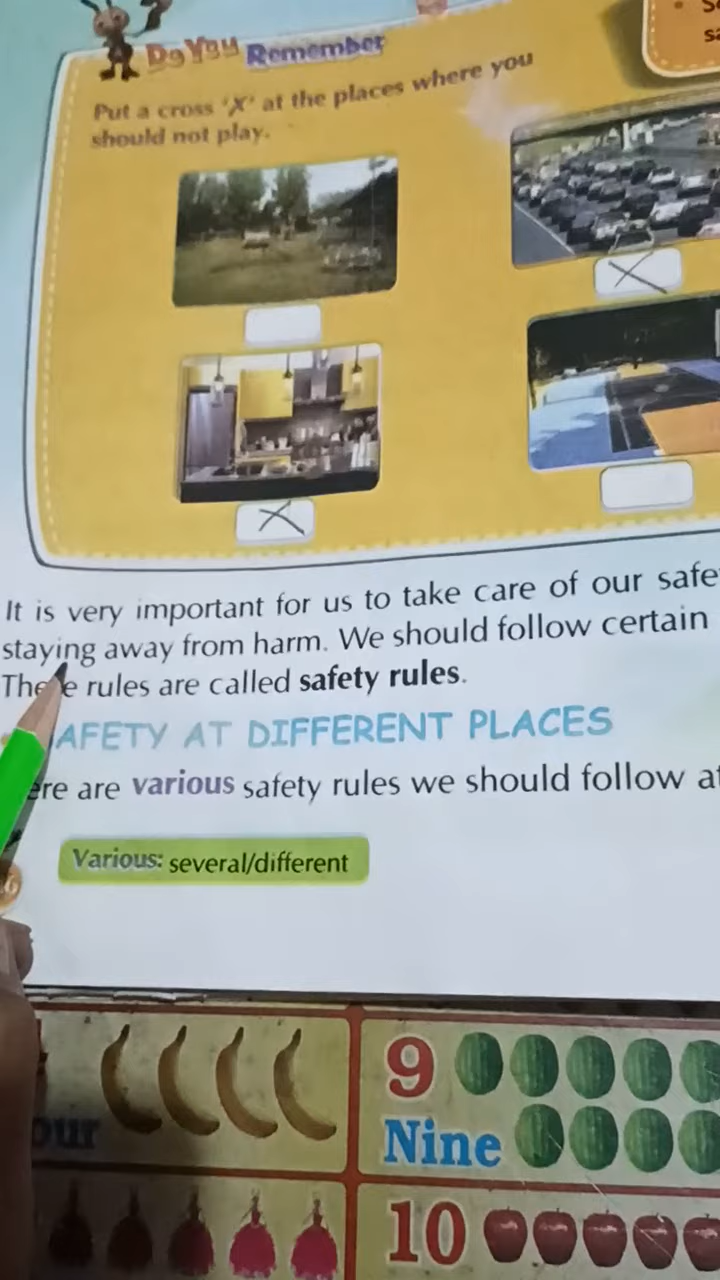 Do You Remember
Put a cross 'X' at the places where you
should not play.
X
X
It is very important for us to take care of our
staying away from harm. We should follow certain
rules are called safety rules.
AFETY AT DIFFERENT PLACES
are various safety rules we should follow
Various: several/different
9
Nine
10